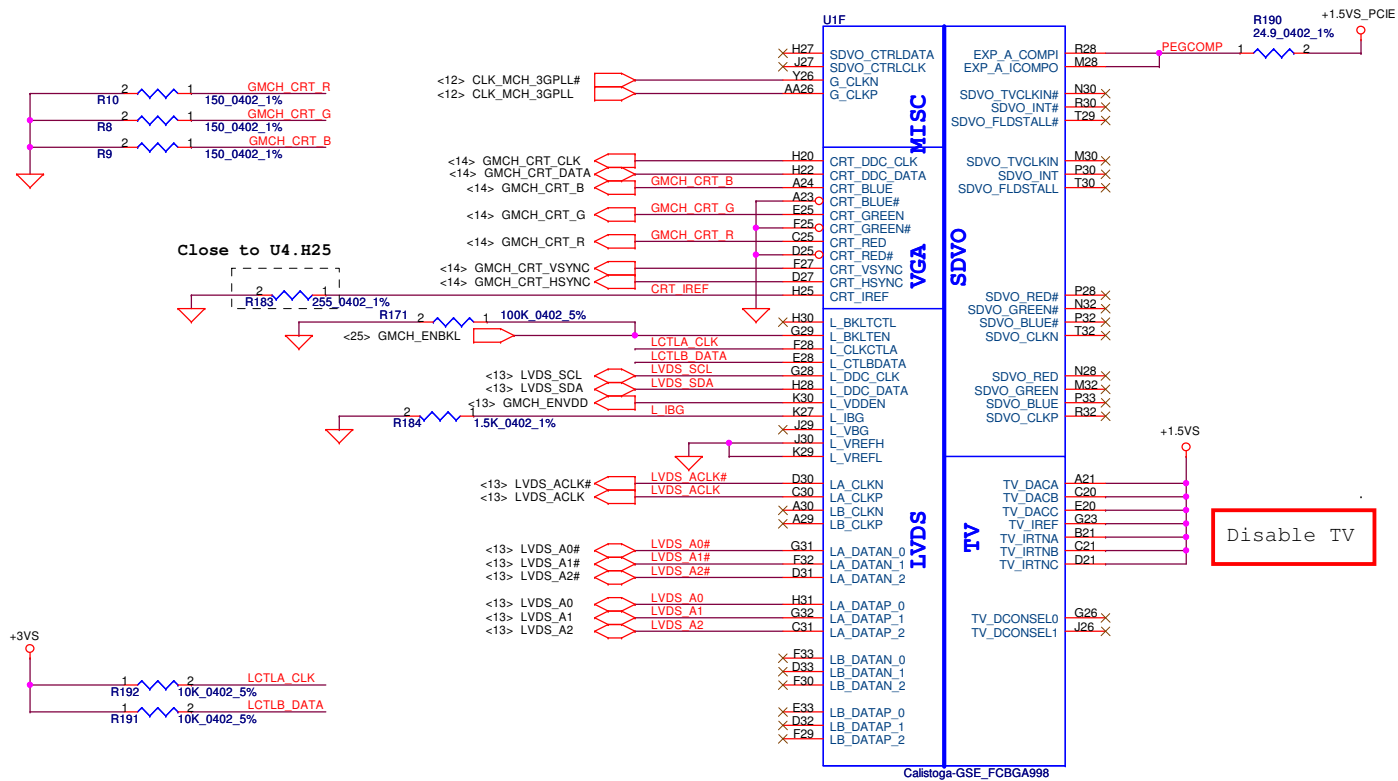 U1F
R190
24.9_0402_1%
+1.5VS_PCIE
PEGCOMP
1
2
H27 SDVO_CTRLDATA
J27 SDVO_CTRLCLK
<12> CLK_MCH_3GPLL# Y26 G_CLKN
<12> CLK_MCH_3GPLL AA26 G_CLKP
MISC
EXP_A_COMPI R28
EXP_A_ICOMPO M28
SDVO_TVCLKIN# N30
SDVO_INT# R30
SDVO_FLDSTALL# T29
SDVO_TVCLKIN M30
SDVO_INT P30
SDVO_FLDSTALL T30
2 1 GMCH_CRT_R
R10 150_0402_1%
2 1 GMCH_CRT_G
R8 150_0402_1%
2 1 GMCH_CRT_B
R9 150_0402_1%
<14> GMCH_CRT_CLK H20 CRT_DDC_CLK
<14> GMCH_CRT_DATA H22 CRT_DDC_DATA
<14> GMCH_CRT_B GMCH_CRT_B A24 CRT_BLUE
A23 CRT_BLUE#
<14> GMCH_CRT_G GMCH_CRT_G E25 CRT_GREEN
F25 CRT_GREEN#
<14> GMCH_CRT_R GMCH_CRT_R C25 CRT_RED
D25 CRT_RED#
<14> GMCH_CRT_VSYNC F27 CRT_VSYNC
<14> GMCH_CRT_HSYNC D27 CRT_HSYNC
CRT_IREF H25 CRT_IREF
VGA
SDVO
Close to U4.H25
2 1
R183 255_0402_1%
SDVO_RED# P28
SDVO_GREEN# N32
SDVO_BLUE# P32
SDVO_CLKN T32
SDVO_RED N28
SDVO_GREEN M32
SDVO_BLUE P33
SDVO_CLKP R32
R171 2 1 100K_0402_5%
H30 L_BKLTCTL
<25> GMCH_ENBKL G29 L_BKLTEN
LCTLA_CLK F28 L_CLKCTLA
LCTLB_DATA E28 L_CTLBDATA
<13> LVDS_SCL LVDS_SCL G28 L_DDC_CLK
<13> LVDS_SDA LVDS_SDA H28 L_DDC_DATA
<13> GMCH_ENVDD K30 L_VDDEN
2 1 L_IBG K27 L_IBG
R184 1.5K_0402_1%
J29 L_VBG
J30 L_VREFH
K29 L_VREFL
<13> LVDS_ACLK# LVDS_ACLK# D30 LA_CLKN
<13> LVDS_ACLK LVDS_ACLK C30 LA_CLKP
A30 LB_CLKN
A29 LB_CLKP
LVDS
<13> LVDS_A0# LVDS_A0# G31 LA_DATAN_0
<13> LVDS_A1# LVDS_A1# F32 LA_DATAN_1
<13> LVDS_A2# LVDS_A2# D31 LA_DATAN_2
<13> LVDS_A0 LVDS_A0 H31 LA_DATAP_0
<13> LVDS_A1 LVDS_A1 G32 LA_DATAP_1
<13> LVDS_A2 LVDS_A2 C31 LA_DATAP_2
F33 LB_DATAN_0
D33 LB_DATAN_1
F30 LB_DATAN_2
E33 LB_DATAP_0
D32 LB_DATAP_1
F29 LB_DATAP_2
+1.5VS
TV
TV_DACA A21
TV_DACB C20
TV_DACC E20
TV_IREF G23
TV_IRTNA B21
TV_IRTNB C21
TV_IRTNC D21
TV_DCONSEL0 G26
TV_DCONSEL1 J26
Disable TV
+3VS
1 2 LCTLA_CLK
R192 10K_0402_5%
1 2 LCTLB_DATA
R191 10K_0402_5%
Calistoga-GSE_FCBGA998